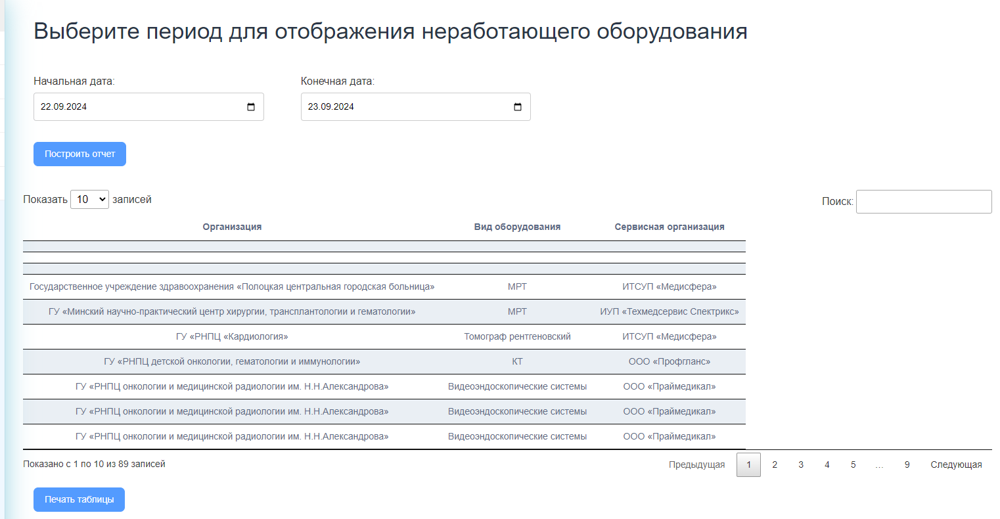 Выберите период для отображения неработающего оборудования
Начальная дата: Конечная дата:
22.09.2024 23.09.2024
Построить отчет
Показать 10 записей Поиск:
Организация Вид оборудования Сервисная организация
Государственное учреждение здравоохранения «Полоцкая центральная городская больница» МРТ ИТСУП «Медисфера»
ГУ «Минский научно-практический центр хирургии, трансплантологии и гематологии» МРТ ИУП «Техмедсервис Спектрикс»
ГУ «РНПЦ «Кардиология» Томограф рентгеновский ИТСУП «Медисфера»
ГУ «РНПЦ детской онкологии, гематологии и иммунологии» КТ ООО «Профгланс»
ГУ «РНПЦ онкологии и медицинской радиологии им. Н.Н.Александрова» Видеоэндоскопические системы ООО «Праймедикал»
ГУ «РНПЦ онкологии и медицинской радиологии им. Н.Н.Александрова» Видеоэндоскопические системы ООО «Праймедикал»
ГУ «РНПЦ онкологии и медицинской радиологии им. Н.Н.Александрова» Видеоэндоскопические системы ООО «Праймедикал»
Показано с 1 по 10 из 89 записей Предыдущая 1 2 3 4 5 … 9 Следующая
Печать таблицы